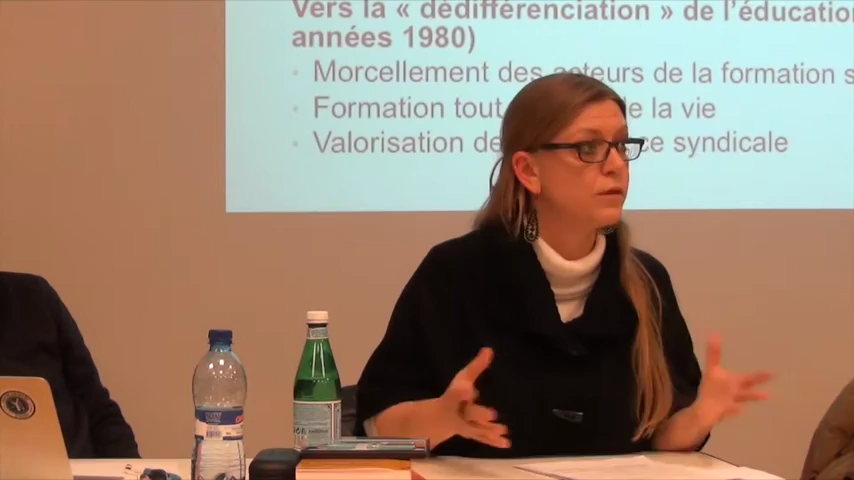 Vers la « dédifférenciation » de l'éducation
années 1980)
◦ Morcellement des acteurs de la formation s
◦ Formation tout de la vie
◦ Valorisation syndicale